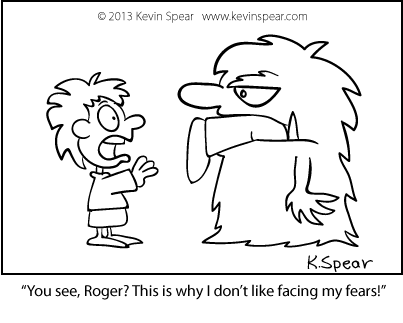 © 2013 Kevin Spear www.kevinspear.com
K.Spear
“You see, Roger? This is why I don’t like facing my fears!”